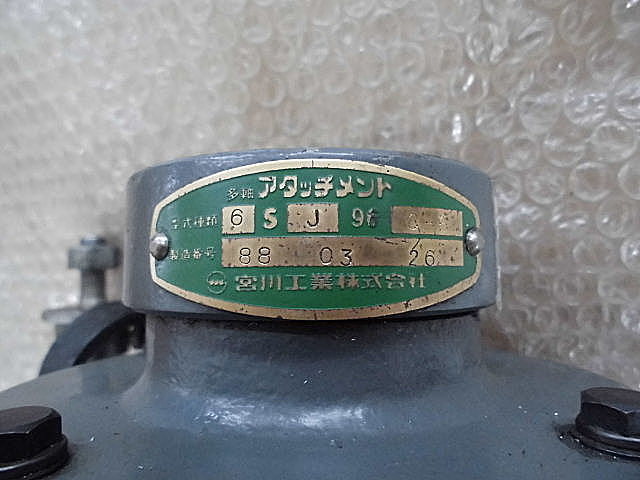 多軸 アタッチメント
型式種類 6 S J 96
製造番号 88 03 26
宮川工業株式会社